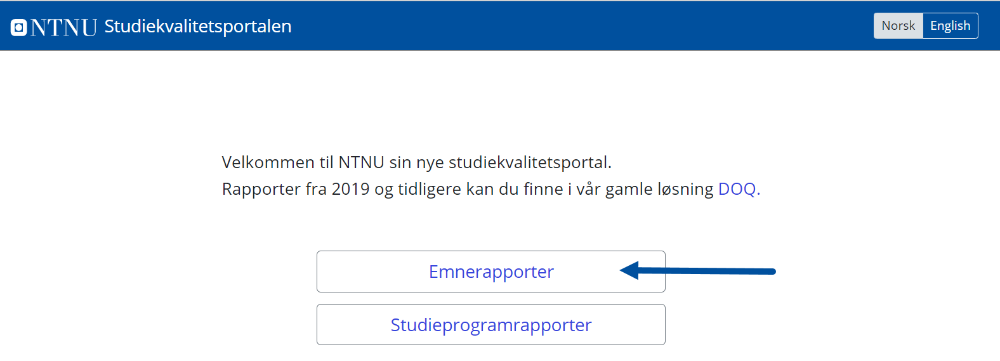 NTNU Studiekvalitetsportalen
Norsk English
Velkommen til NTNU sin nye studiekvalitetsportal.
Rapporter fra 2019 og tidligere kan du finne i vår gamle løsning DOQ.
Emnerapporter
Studieprogramrapporter